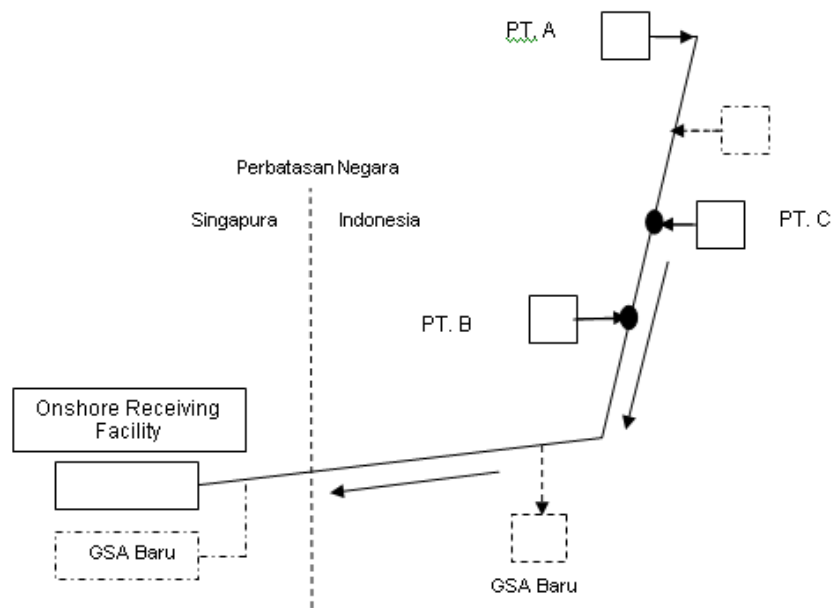 PT. A
Perbatasan Negara
Singapura
Indonesia
PT. C
PT. B
Onshore Receiving
Facility
GSA Baru
GSA Baru